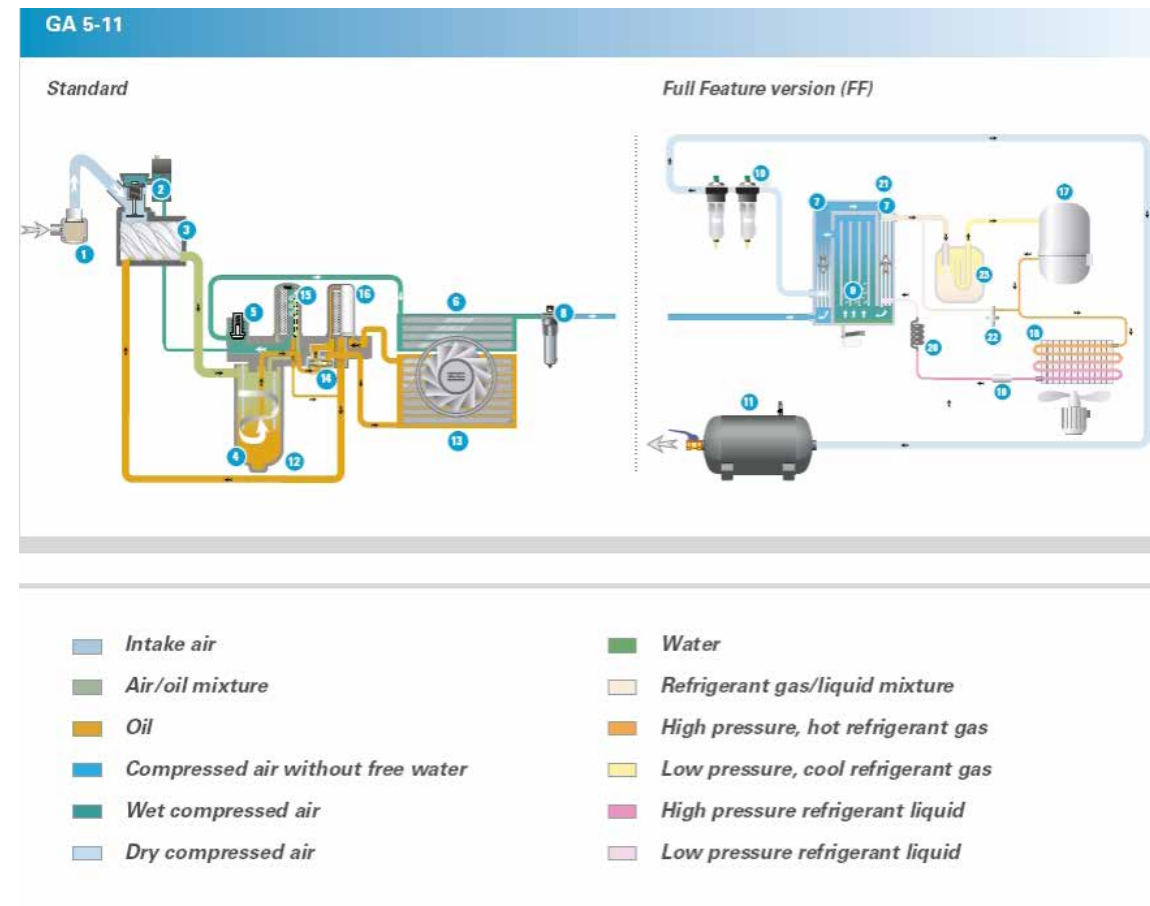 GA 5-11
Standard
Full Feature version (FF)
1
2
3
4
5
6
8
12
13
14
15
16
7
7
9
10
11
17
18
19
20
21
22
25
Intake air
Air/oil mixture
Oil
Compressed air without free water
Wet compressed air
Dry compressed air
Water
Refrigerant gas/liquid mixture
High pressure, hot refrigerant gas
Low pressure, cool refrigerant gas
High pressure refrigerant liquid
Low pressure refrigerant liquid